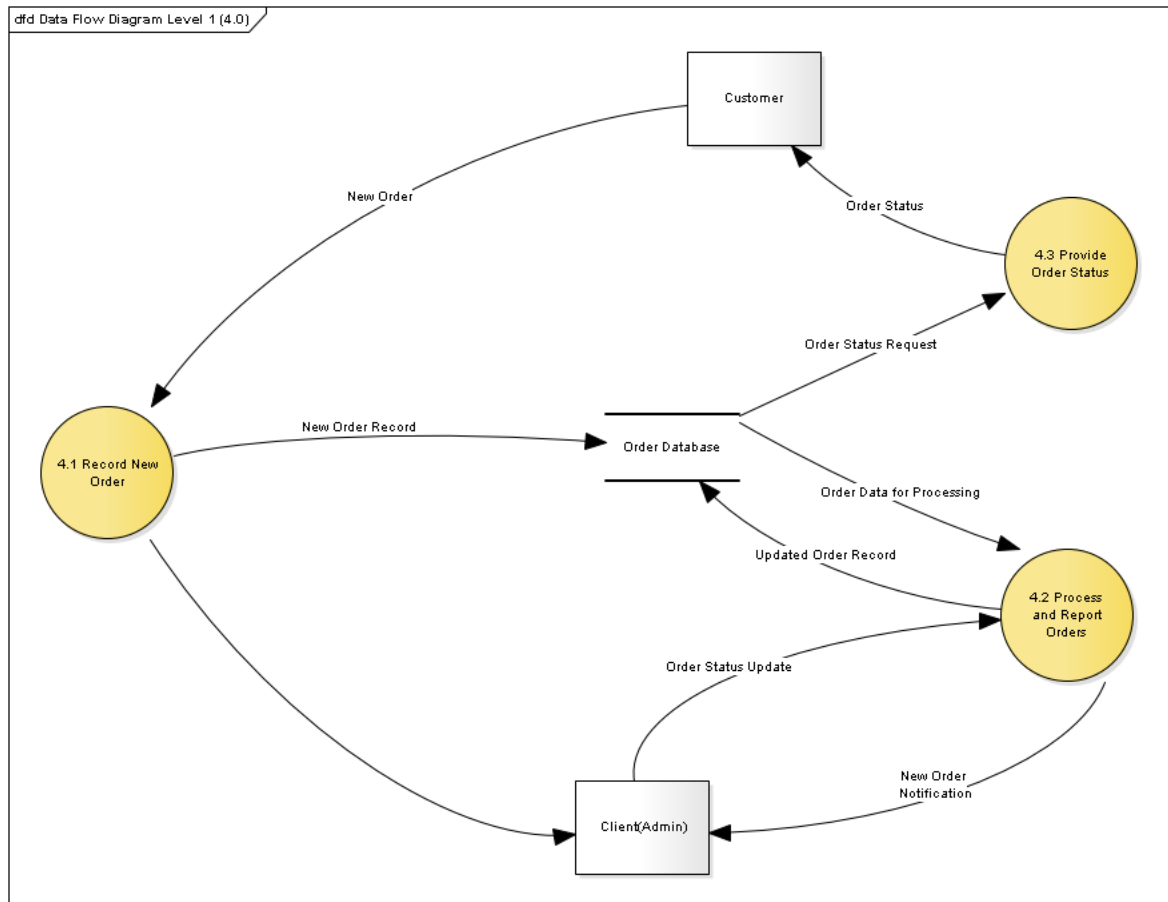 dfd Data Flow Diagram Level 1 (4.0)
Customer
New Order
Order Status
4.3 Provide
Order Status
Order Status Request
New Order Record
Order Database
4.1 Record New
Order
Order Data for Processing
Updated Order Record
4.2 Process
and Report
Orders
Order Status Update
New Order
Notification
Client(Admin)